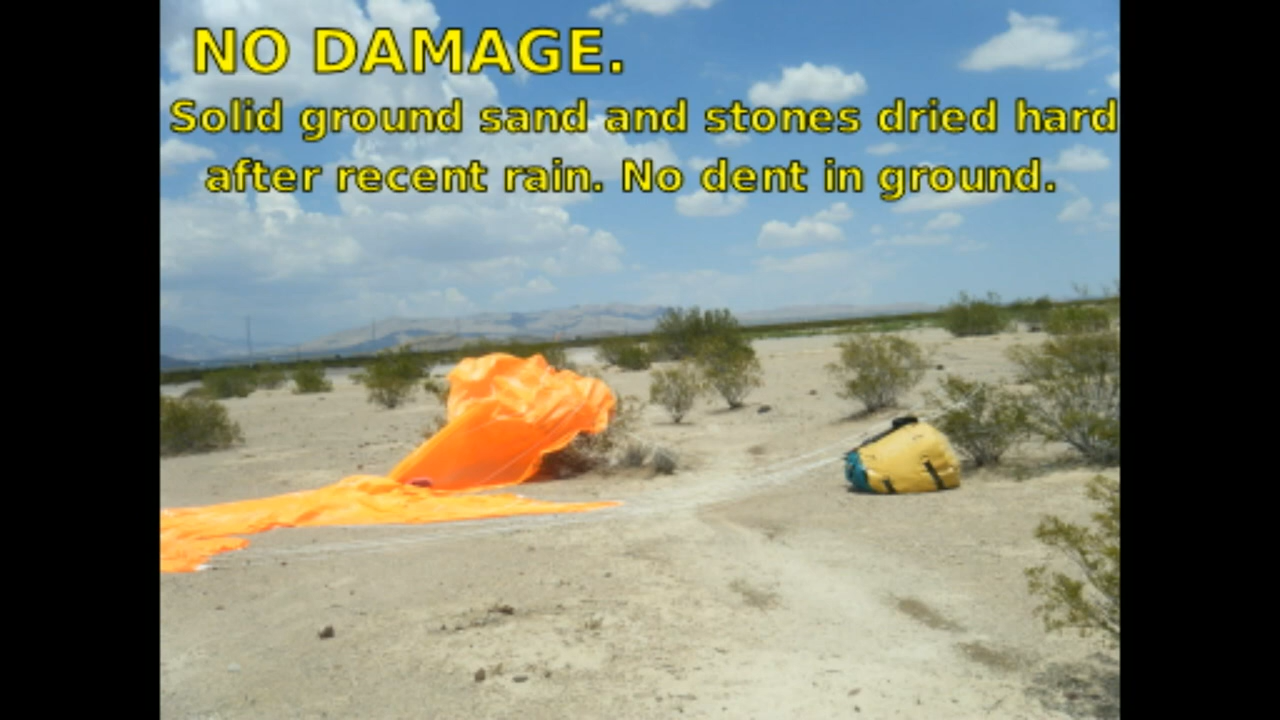 NO DAMAGE.
Solid ground sand and stones dried hard
after recent rain. No dent in ground.